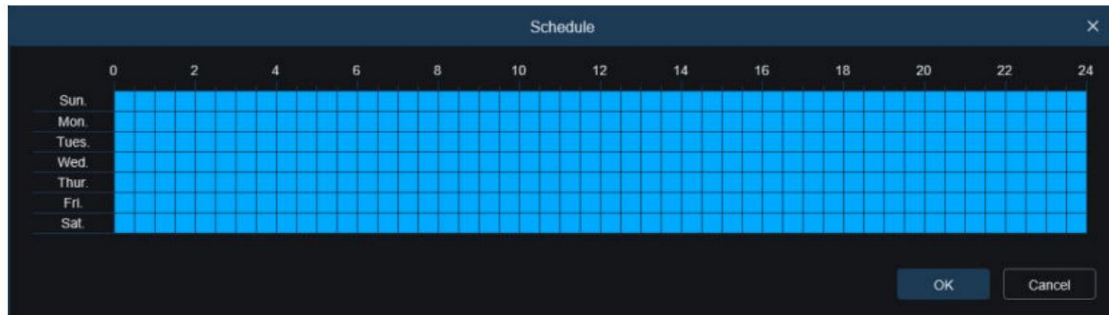 Schedule ×
0 2 4 6 8 10 12 14 16 18 20 22 24
Sun.
Mon.
Tues.
Wed.
Thur.
Fri.
Sat.
OK Cancel